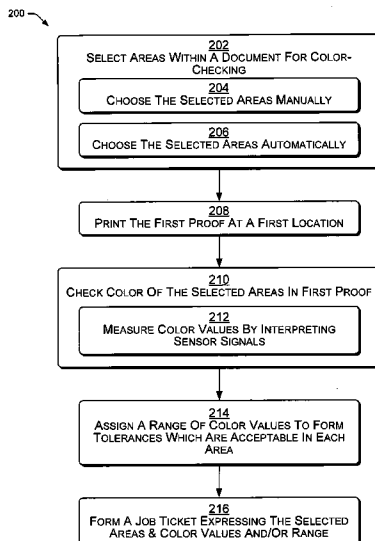 200
202
SELECT AREAS WITHIN A DOCUMENT FOR COLOR-
CHECKING
204
CHOOSE THE SELECTED AREAS MANUALLY
206
CHOOSE THE SELECTED AREAS AUTOMATICALLY
208
PRINT THE FIRST PROOF AT A FIRST LOCATION
210
CHECK COLOR OF THE SELECTED AREAS IN FIRST PROOF
212
MEASURE COLOR VALUES BY INTERPRETING
SENSOR SIGNALS
214
ASSIGN A RANGE OF COLOR VALUES TO FORM
TOLERANCES WHICH ARE ACCEPTABLE IN EACH
AREA
216
FORM A JOB TICKET EXPRESSING THE SELECTED
AREAS & COLOR VALUES AND/OR RANGE